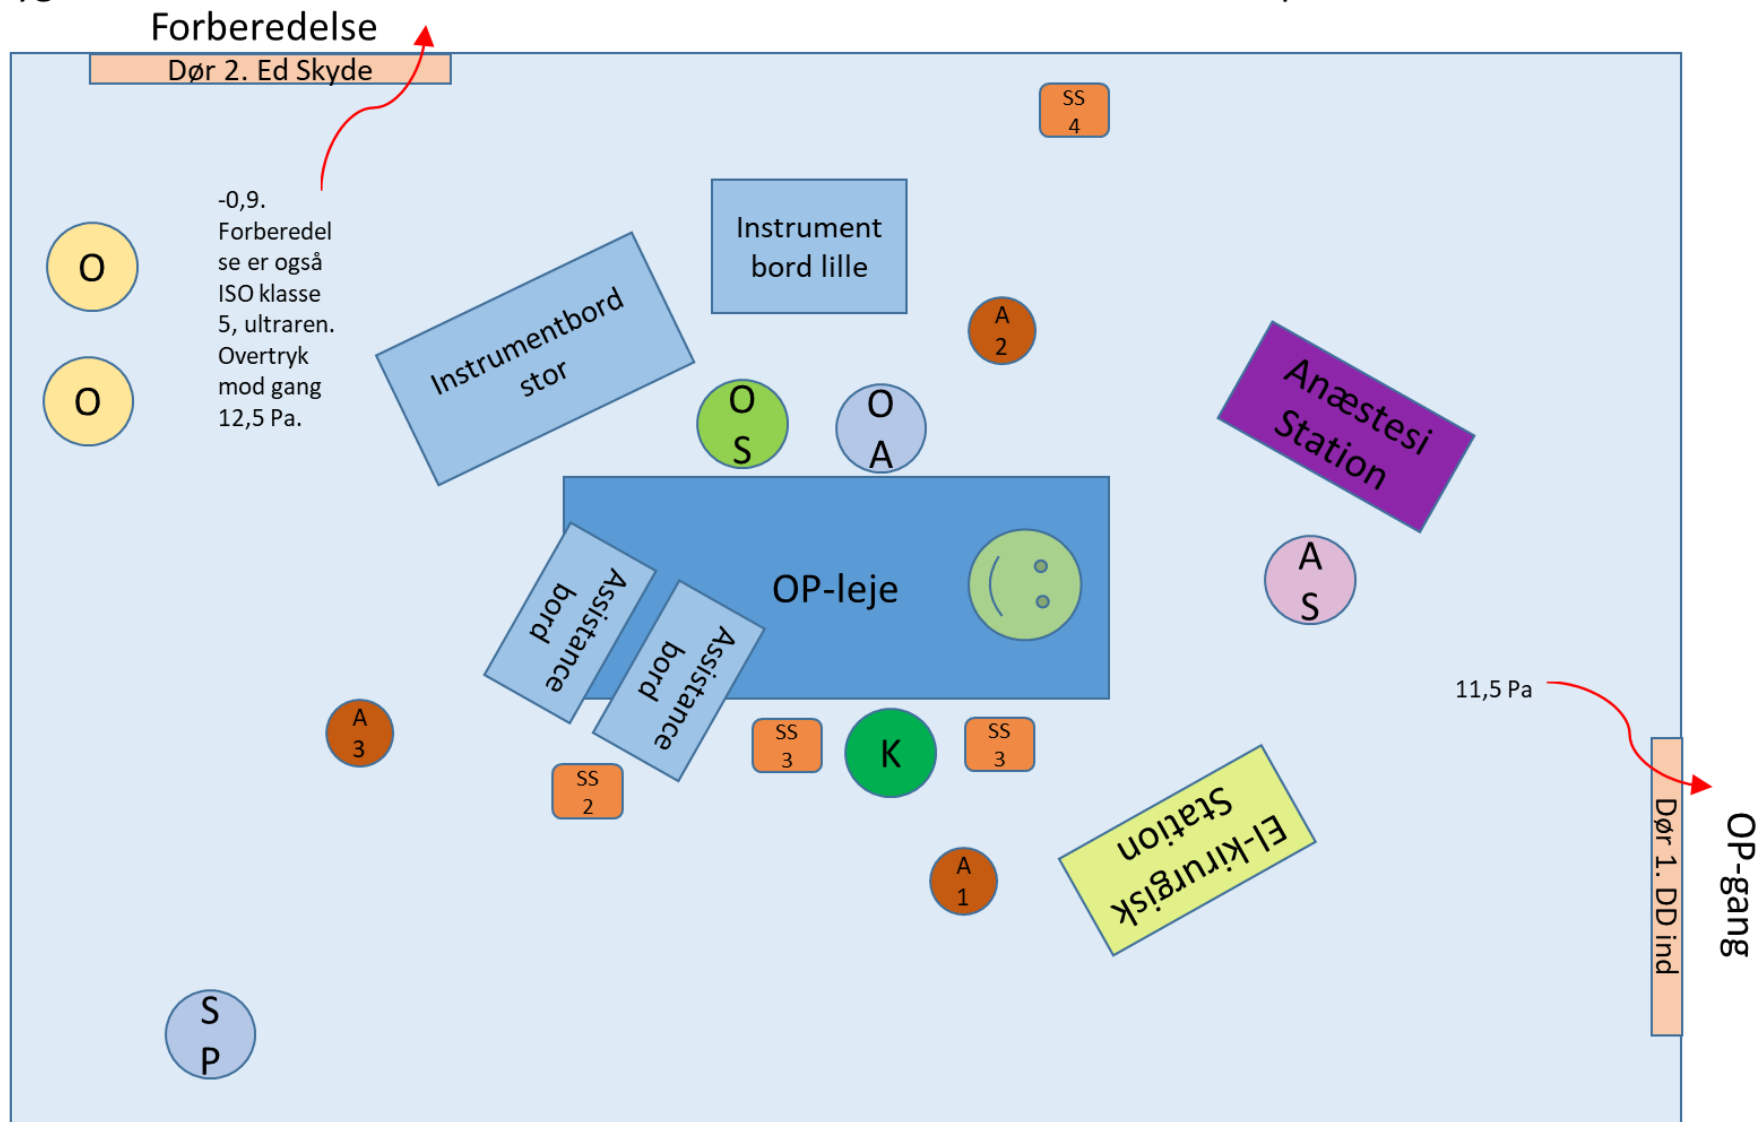 Forberedelse
Dør 2. Ed Skyde
SS
4
-0,9.
Forberedel
se er også
ISO klasse
5, ultraren.
Overtryk
mod gang
12,5 Pa.
O
O
Instrument
bord lille
Instrumentbord
stor
A
2
Anæstesi
Station
O
S
O
A
OP-leje
A
S
Assistance
bord
Assistance
bord
11,5 Pa
A
3
SS
3
K
SS
3
SS
2
El-kirurgisk
Station
A
1
Dør 1. DD ind
OP-gang
S
P